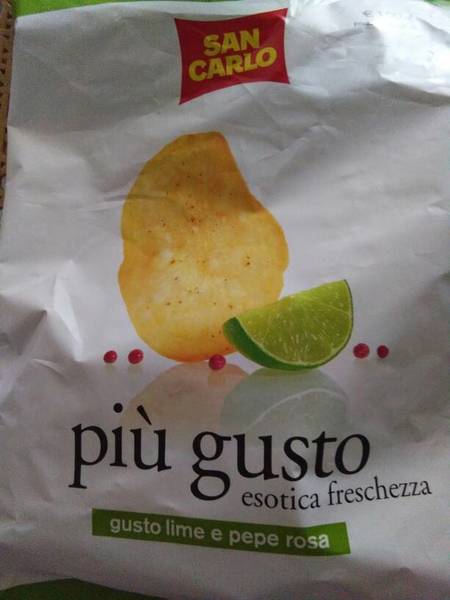 SAN
CARLO
più gusto
esotica freschezza
gusto lime e pepe rosa